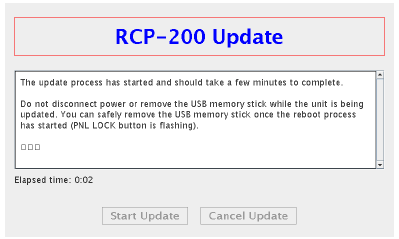 RCP-200 Update
The update process has started and should take a few minutes to complete.
Do not disconnect power or remove the USB memory stick while the unit is being
updated. You can safely remove the USB memory stick once the reboot process
has started (PNL LOCK button is flashing).
□□□
Elapsed time: 0:02
Start Update
Cancel Update